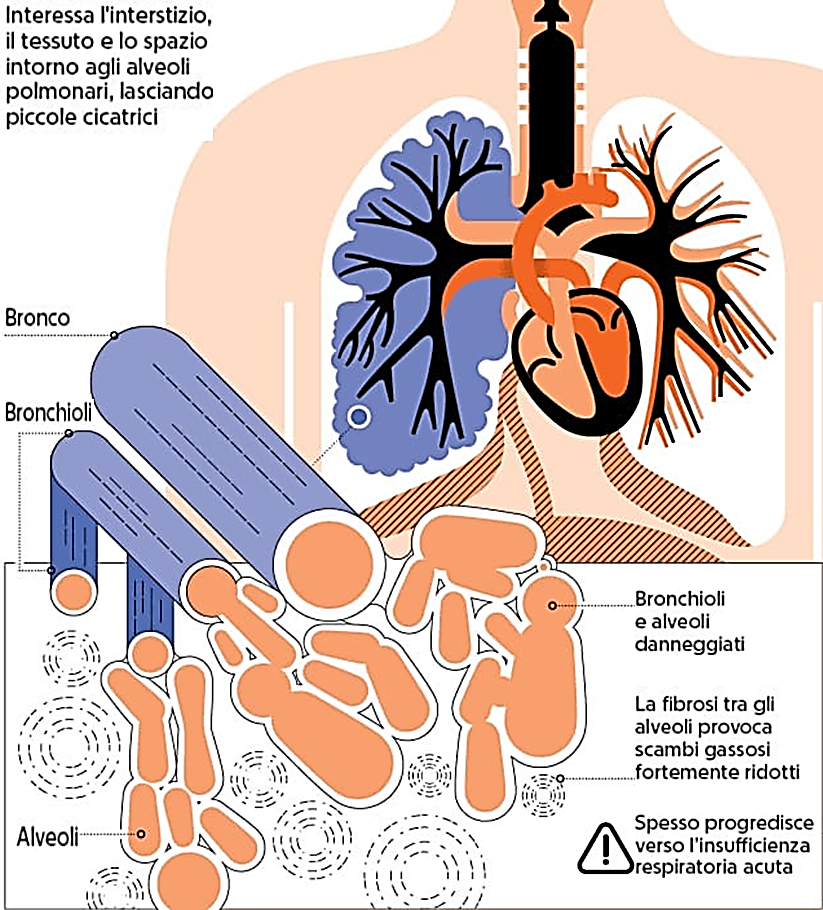 Interessa l'interstizio,
il tessuto e lo spazio
intorno agli alveoli
polmonari, lasciando
piccole cicatrici
Bronco
Bronchioli
Bronchioli
e alveoli
danneggiati
La fibrosi tra gli
alveoli provoca
scambi gassosi
fortemente ridotti
Alveoli
Spesso progredisce
verso l'insufficienza
respiratoria acuta